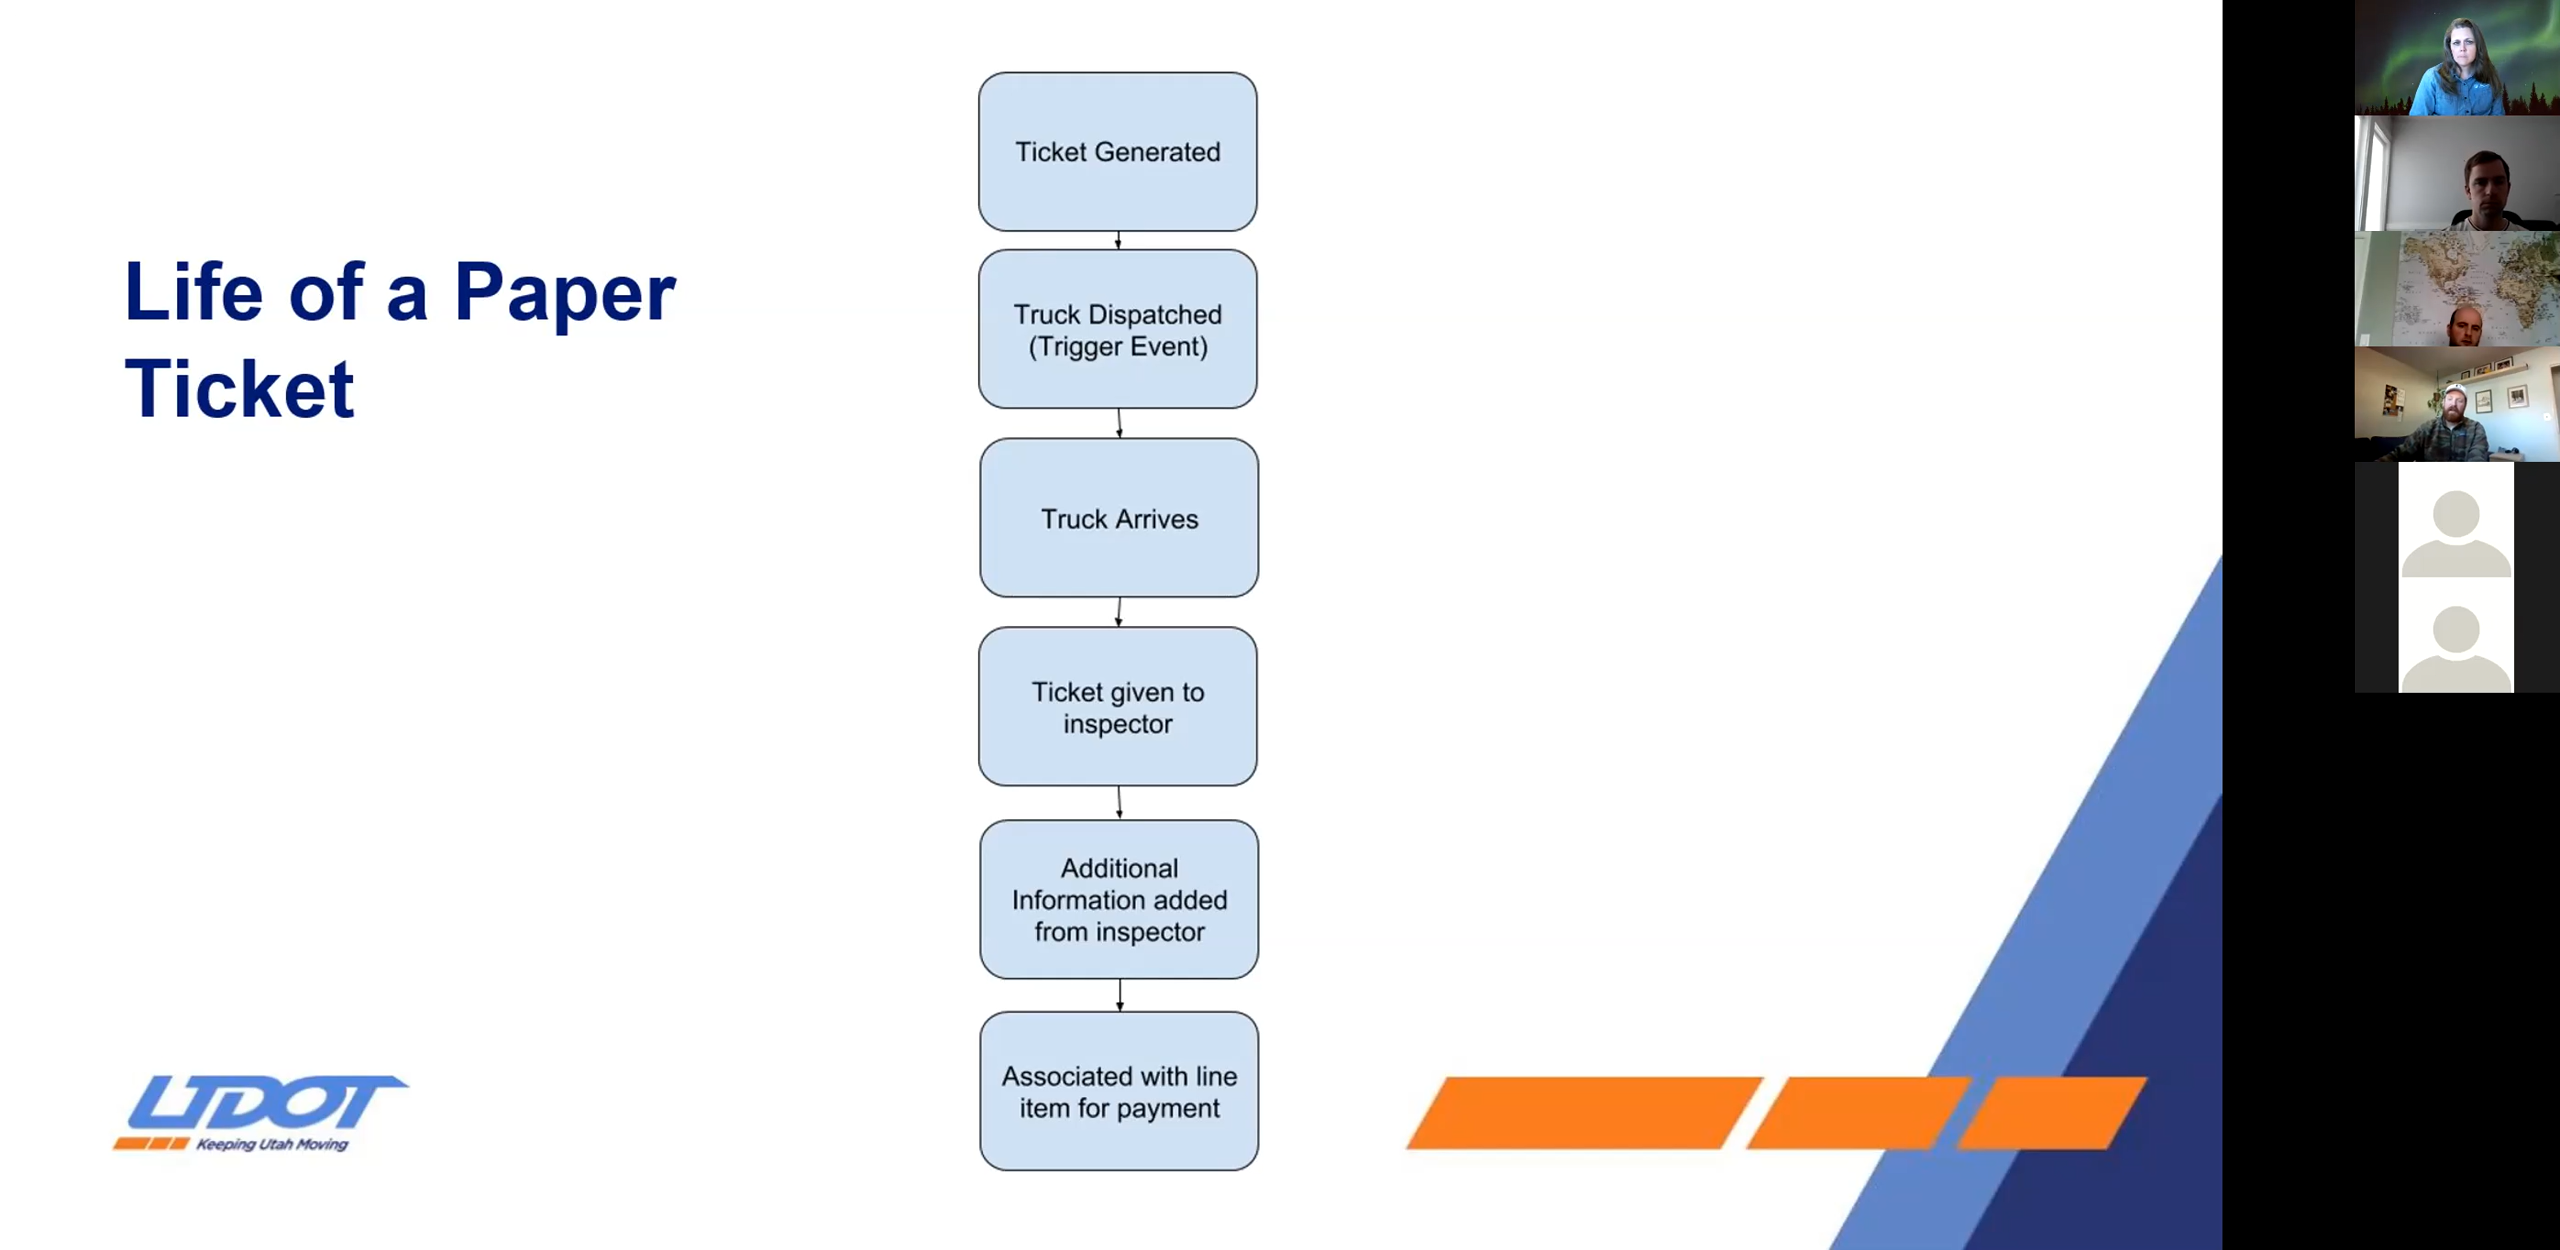 Life of a Paper
Ticket
Ticket Generated
Truck Dispatched
(Trigger Event)
Truck Arrives
Ticket given to
inspector
Additional
Information added
from inspector
Associated with line
item for payment
UDOT
Keeping Utah Moving